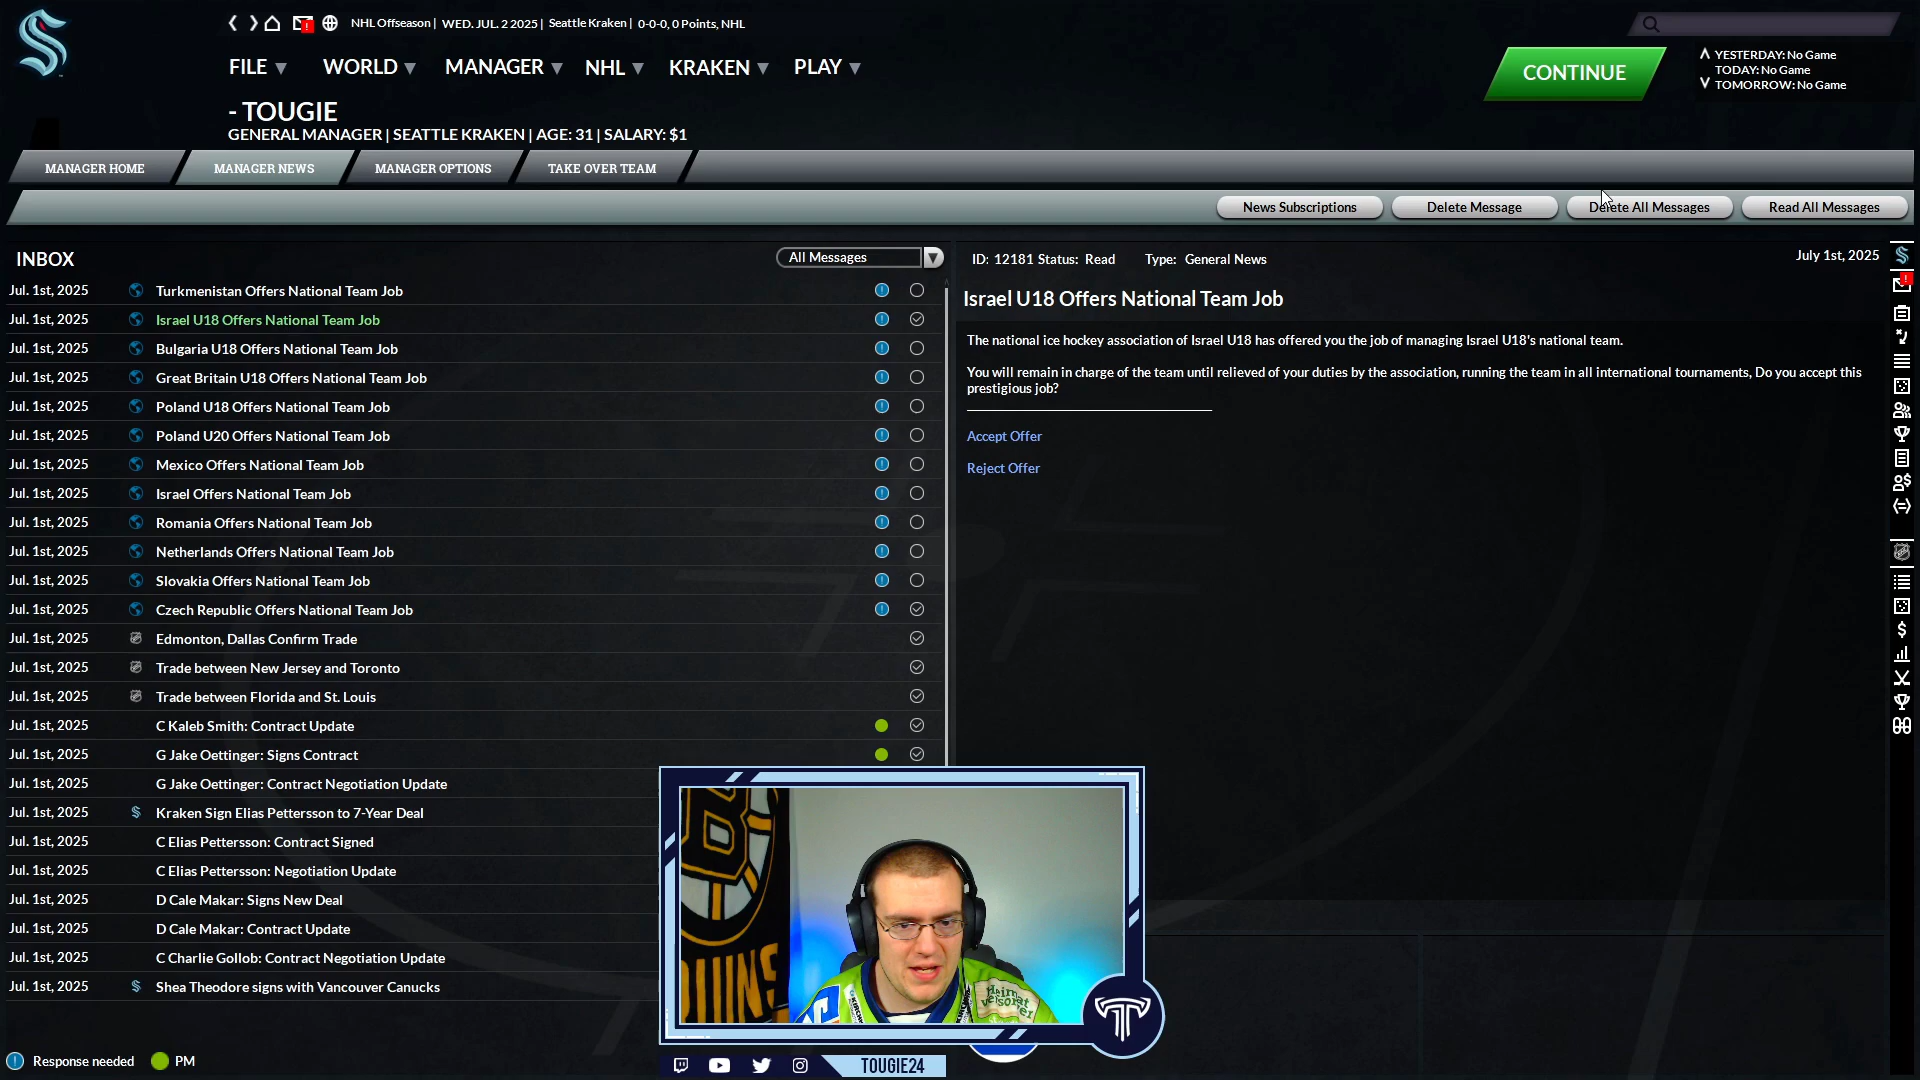 NHL Offseason | WED. JUL. 2 2025 | Seattle Kraken | 0-0-0, 0 Points, NHL
FILE WORLD MANAGER NHL KRAKEN PLAY
CONTINUE
YESTERDAY: No Game
TODAY: No Game
TOMORROW: No Game
- TOUGIE
GENERAL MANAGER | SEATTLE KRAKEN | AGE: 31 | SALARY: $1
MANAGER HOME MANAGER NEWS MANAGER OPTIONS TAKE OVER TEAM
News Subscriptions Delete Message Delete All Messages Read All Messages
INBOX All Messages
Jul. 1st, 2025 Turkmenistan Offers National Team Job
Jul. 1st, 2025 Israel U18 Offers National Team Job
Jul. 1st, 2025 Bulgaria U18 Offers National Team Job
Jul. 1st, 2025 Great Britain U18 Offers National Team Job
Jul. 1st, 2025 Poland U18 Offers National Team Job
Jul. 1st, 2025 Poland U20 Offers National Team Job
Jul. 1st, 2025 Mexico Offers National Team Job
Jul. 1st, 2025 Israel Offers National Team Job
Jul. 1st, 2025 Romania Offers National Team Job
Jul. 1st, 2025 Netherlands Offers National Team Job
Jul. 1st, 2025 Slovakia Offers National Team Job
Jul. 1st, 2025 Czech Republic Offers National Team Job
Jul. 1st, 2025 Edmonton, Dallas Confirm Trade
Jul. 1st, 2025 Trade between New Jersey and Toronto
Jul. 1st, 2025 Trade between Florida and St. Louis
Jul. 1st, 2025 C Kaleb Smith: Contract Update
Jul. 1st, 2025 G Jake Oettinger: Signs Contract
Jul. 1st, 2025 G Jake Oettinger: Contract Negotiation Update
Jul. 1st, 2025 Kraken Sign Elias Pettersson to 7-Year Deal
Jul. 1st, 2025 C Elias Pettersson: Contract Signed
Jul. 1st, 2025 C Elias Pettersson: Negotiation Update
Jul. 1st, 2025 D Cale Makar: Signs New Deal
Jul. 1st, 2025 D Cale Makar: Contract Update
Jul. 1st, 2025 C Charlie Gollob: Contract Negotiation Update
Jul. 1st, 2025 Shea Theodore signs with Vancouver Canucks
Response needed PM
ID: 12181 Status: Read Type: General News July 1st, 2025
Israel U18 Offers National Team Job
The national ice hockey association of Israel U18 has offered you the job of managing Israel U18's national team.
You will remain in charge of the team until relieved of your duties by the association, running the team in all international tournaments, Do you accept this
prestigious job?
Accept Offer
Reject Offer
TOUGIE24